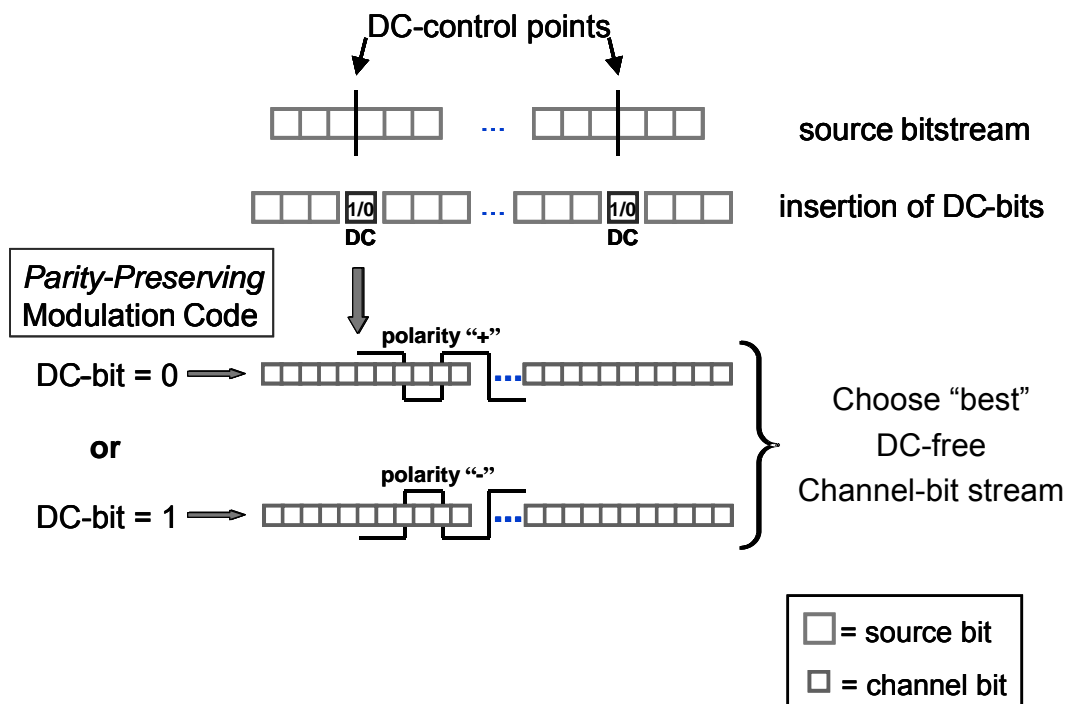 DC-control points
...
source bitstream
1/0
...
1/0
insertion of DC-bits
DC
DC
Parity-Preserving
Modulation Code
polarity “+”
DC-bit = 0
...
or
Choose “best”
DC-free
Channel-bit stream
polarity “-”
DC-bit = 1
...
= source bit
= channel bit